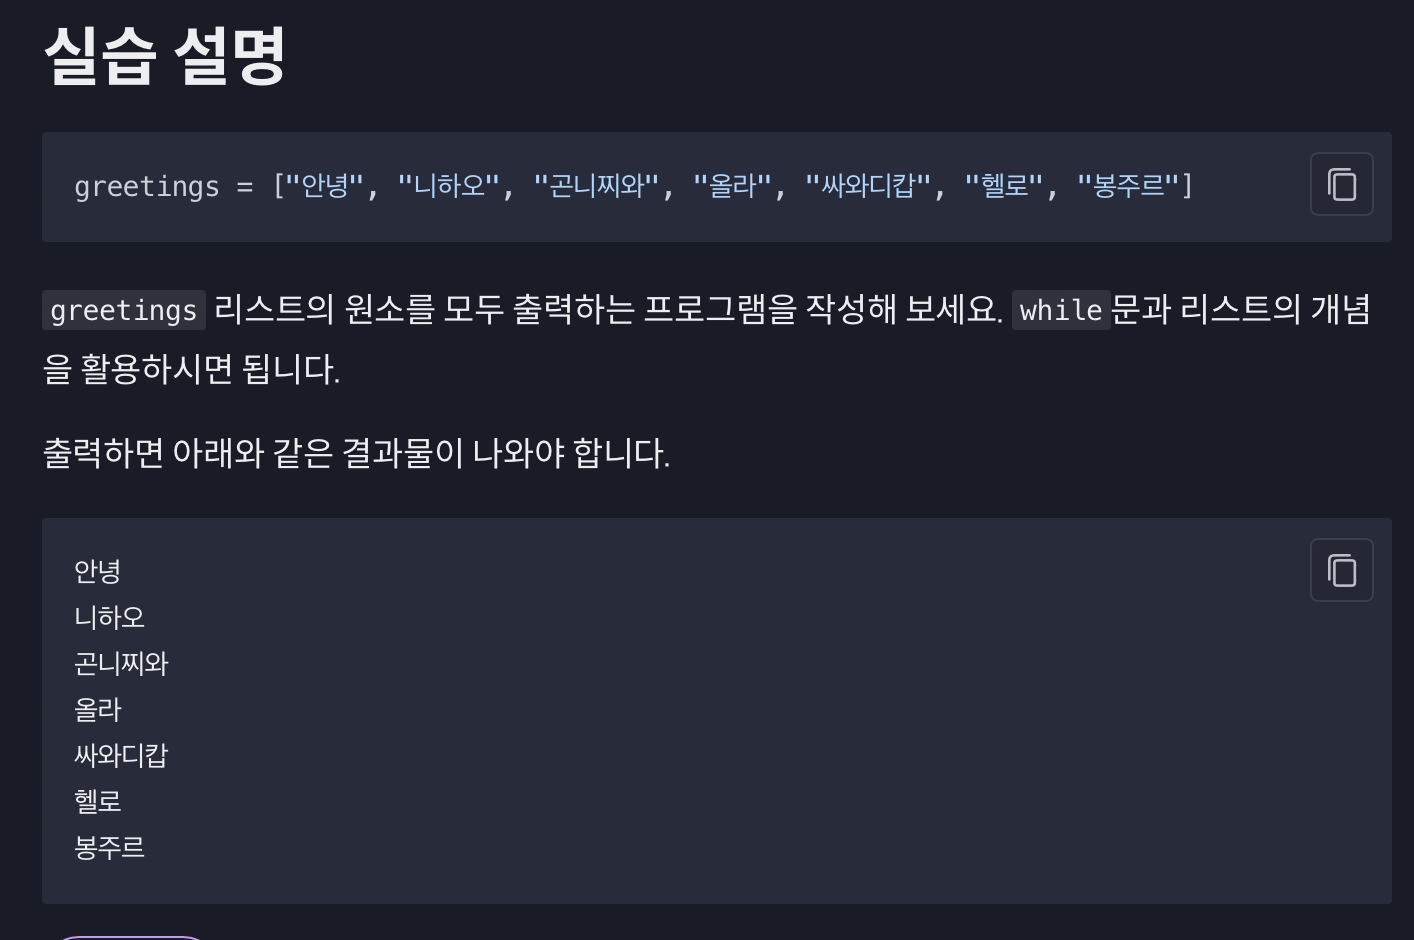 실습 설명
greetings = ["안녕", "니하오", "곤니찌와", "올라", "싸와디캅", "헬로", "봉주르"]
greetings 리스트의 원소를 모두 출력하는 프로그램을 작성해 보세요. while문과 리스트의 개념
을 활용하시면 됩니다.
출력하면 아래와 같은 결과물이 나와야 합니다.
안녕
니하오
곤니찌와
올라
싸와디캅
헬로
봉주르